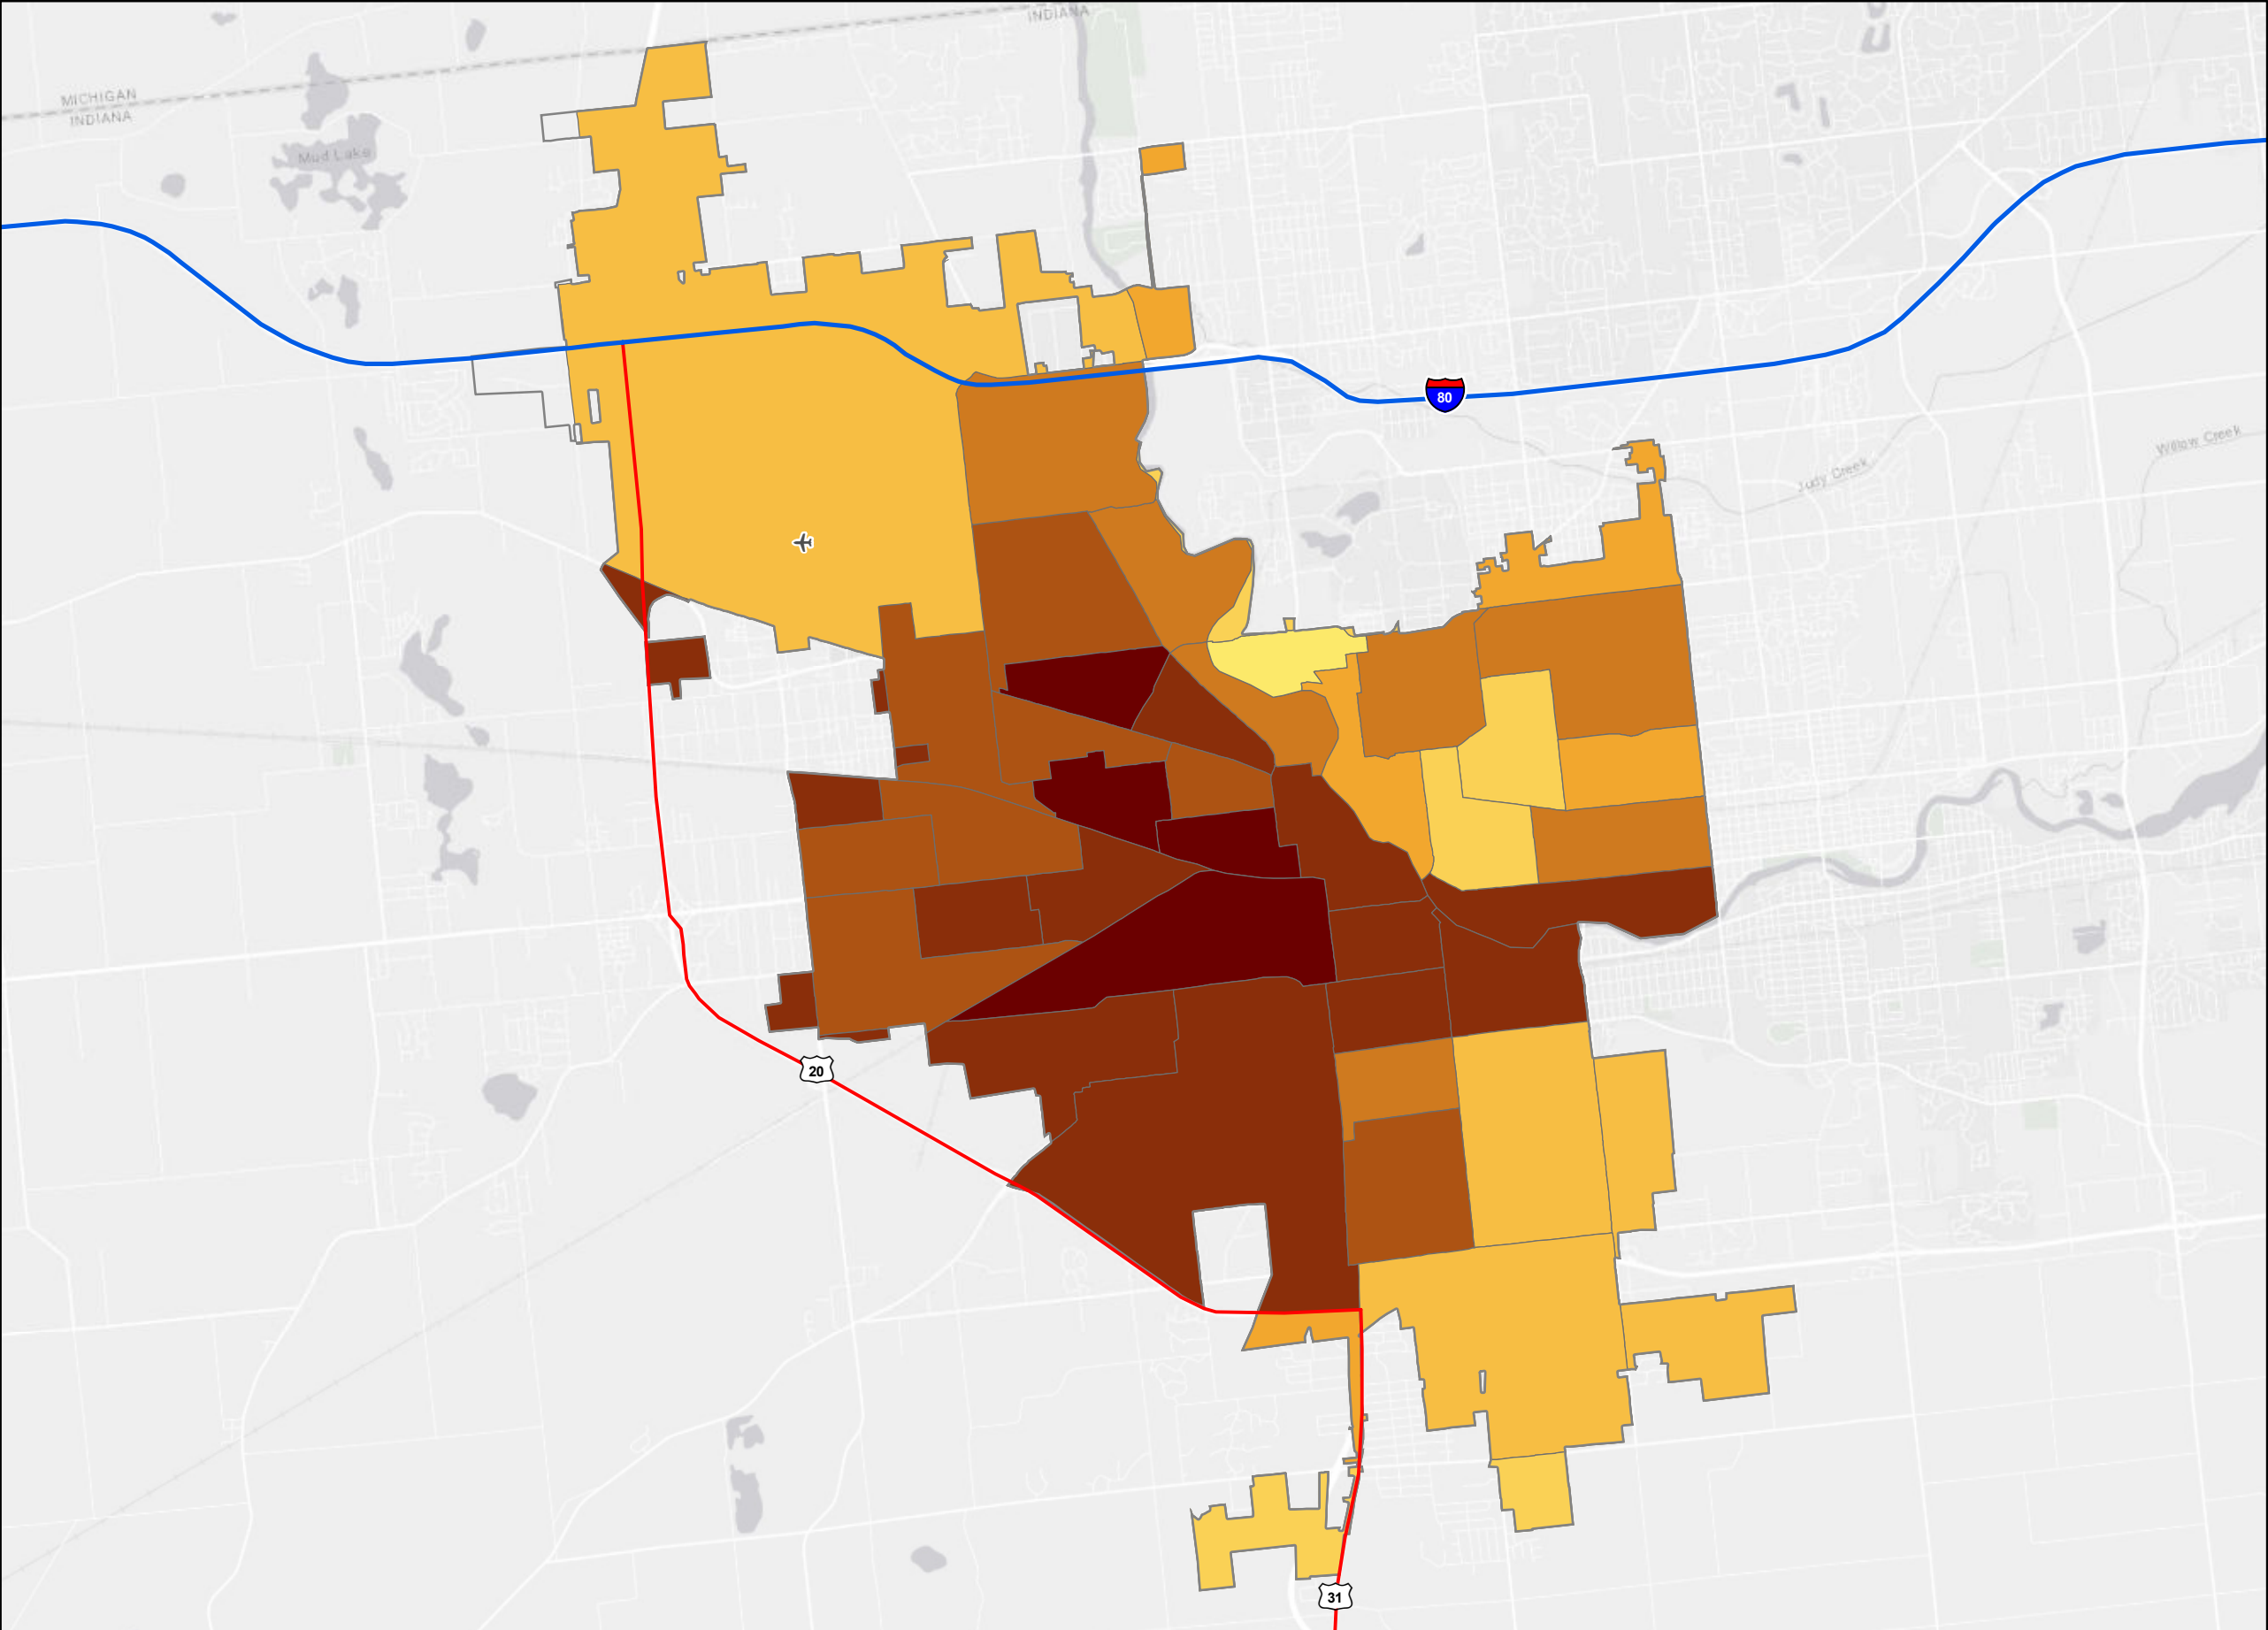 INDIANA
MICHIGAN
INDIANA
Mud Lake
80
Willow Creek
Judy Creek
20
31